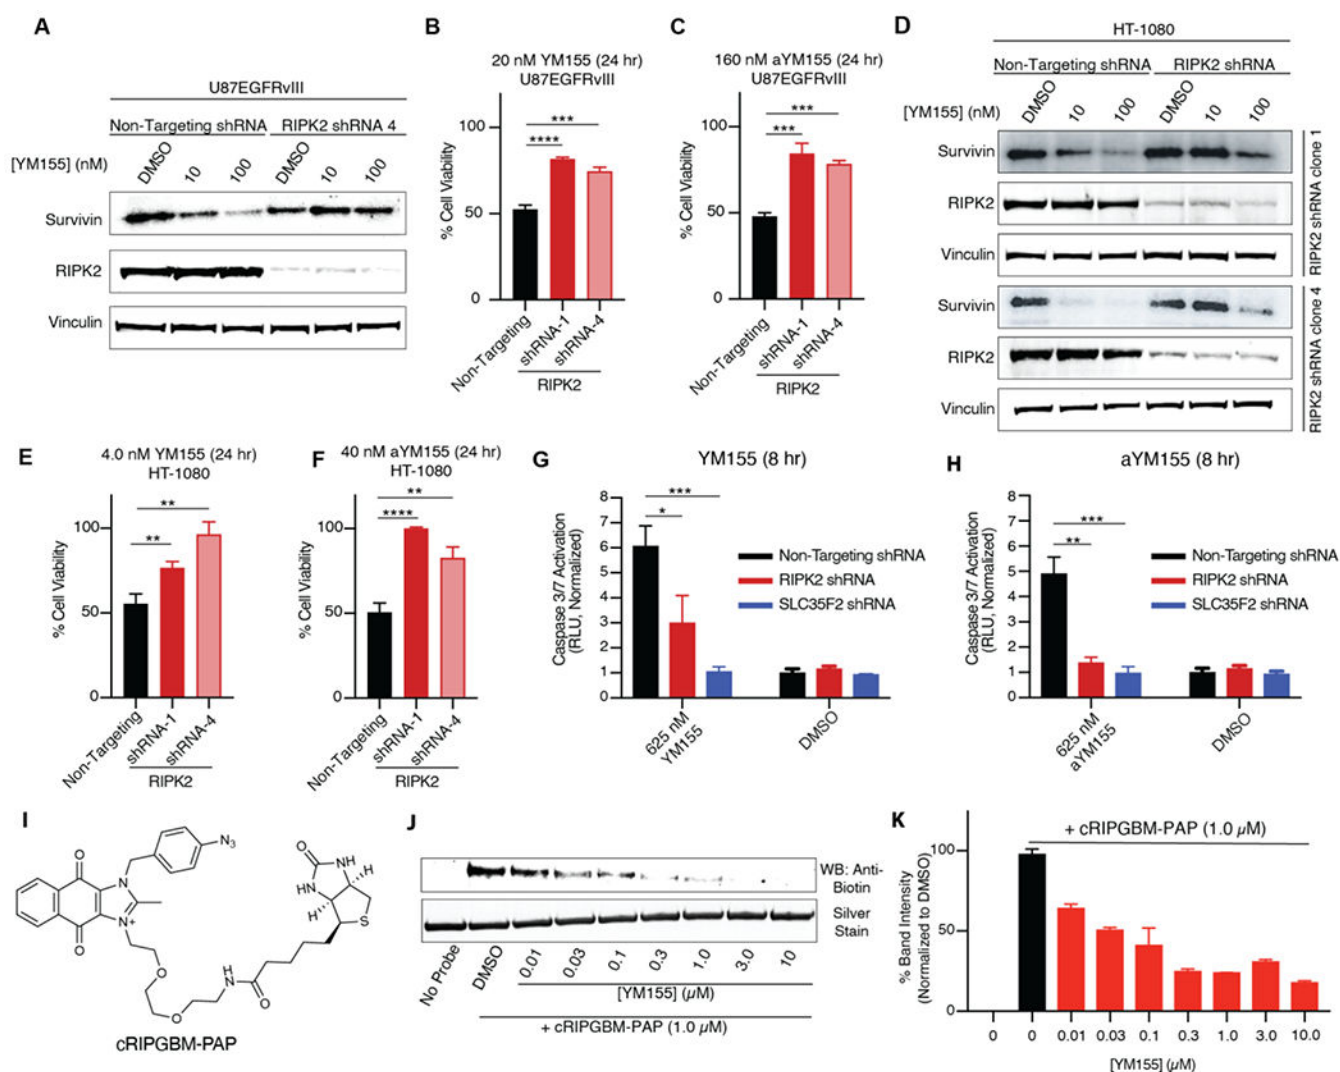 A
U87EGFRvIII
Non-Targeting shRNA
RIPK2 shRNA 4
[YM155] (nM)
DMSO
10
100
DMSO
10
100
Survivin
RIPK2
Vinculin
B
20 nM YM155 (24 hr)
U87EGFRvIII
***
****
% Cell Viability
100
50
0
Non-Targeting
shRNA-1
shRNA-4
RIPK2
C
160 nM aYM155 (24 hr)
U87EGFRvIII
***
***
% Cell Viability
100
50
0
Non-Targeting
shRNA-1
shRNA-4
RIPK2
D
HT-1080
Non-Targeting shRNA
RIPK2 shRNA
[YM155] (nM)
DMSO
10
100
DMSO
10
100
Survivin
RIPK2
Vinculin
RIPK2 shRNA clone 1
Survivin
RIPK2
Vinculin
RIPK2 shRNA clone 4
E
4.0 nM YM155 (24 hr)
HT-1080
**
**
% Cell Viability
100
50
0
Non-Targeting
shRNA-1
shRNA-4
RIPK2
F
40 nM aYM155 (24 hr)
HT-1080
**
****
% Cell Viability
100
50
0
Non-Targeting
shRNA-1
shRNA-4
RIPK2
G
YM155 (8 hr)
***
*
Caspase 3/7 Activation
(RLU, Normalized)
8
7
6
5
4
3
2
1
0
Non-Targeting shRNA
RIPK2 shRNA
SLC35F2 shRNA
625 nM
YM155
DMSO
H
aYM155 (8 hr)
***
**
Caspase 3/7 Activation
(RLU, Normalized)
8
7
6
5
4
3
2
1
0
Non-Targeting shRNA
RIPK2 shRNA
SLC35F2 shRNA
625 nM
aYM155
DMSO
I
O
N
N+
O
N3
O
O
H
N
O
O
NH
HN
H
H
S
cRIPGBM-PAP
J
WB: Anti-
Biotin
Silver
Stain
No Probe
DMSO
0.01
0.03
0.1
0.3
1.0
3.0
10
[YM155] (µM)
+ cRIPGBM-PAP (1.0 µM)
K
+ cRIPGBM-PAP (1.0 µM)
% Band Intensity
(Normalized to DMSO)
100
50
0
0
0
0.01
0.03
0.1
0.3
1.0
3.0
10.0
[YM155] (µM)